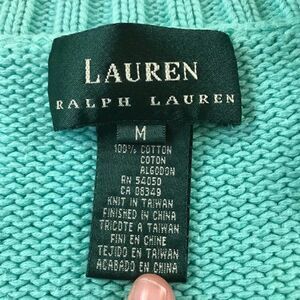 LAUREN
RALPH LAUREN
M
100% COTTON
COTON
ALGODON
RN 54050
CA 08349
KNIT IN TAIWAN
FINISHED IN CHINA
TRICOTE A TAIWAN
FINI EN CHINE
TEJIDO EN TAIWAN
ACABADO EN CHINA